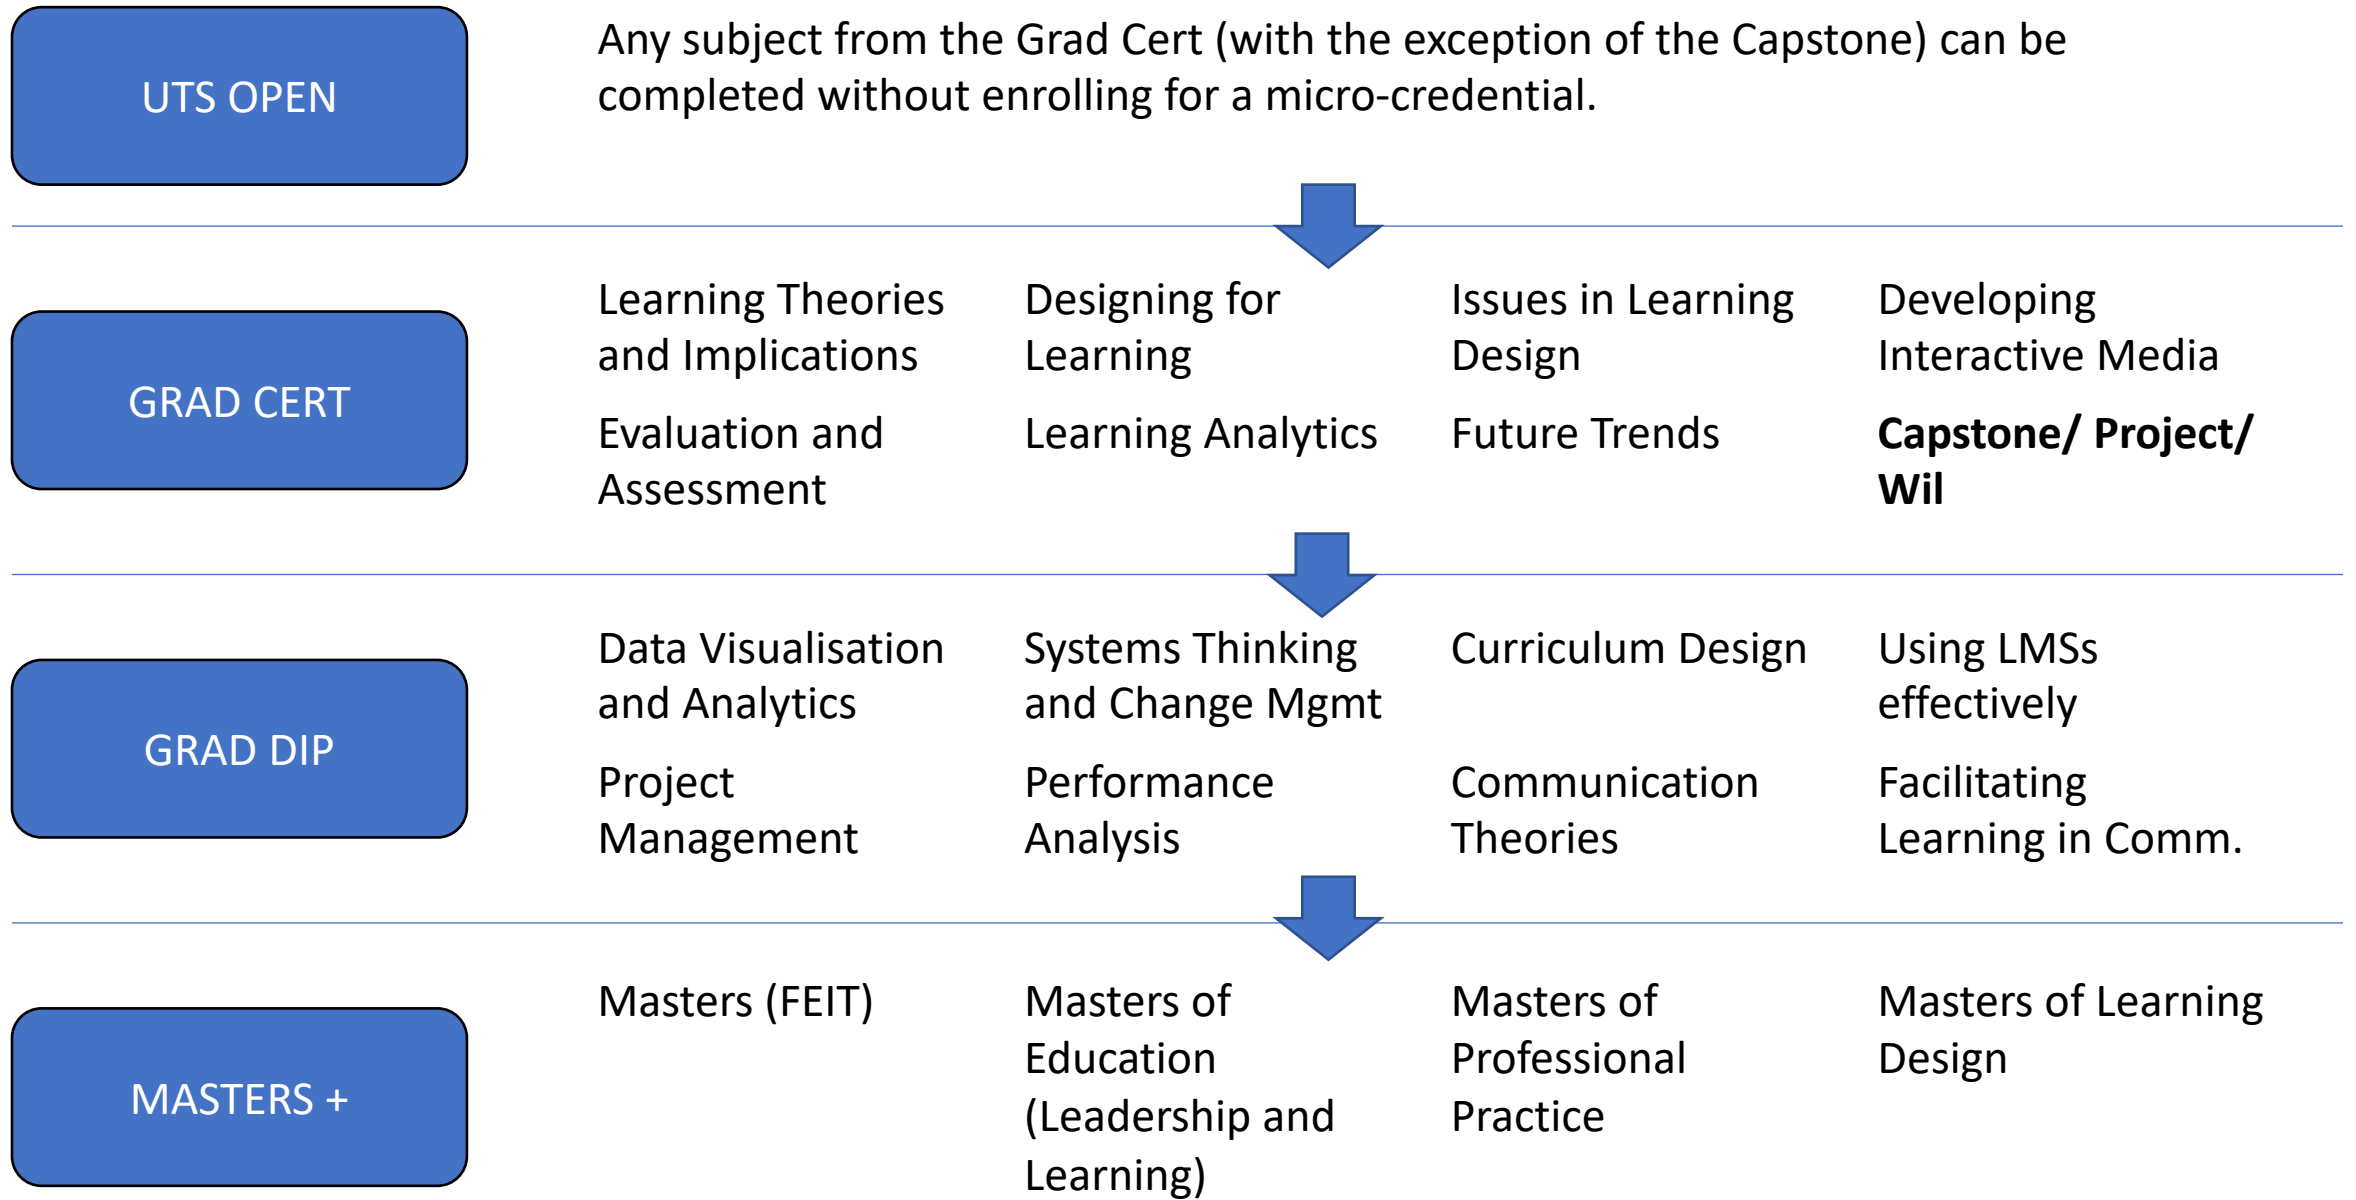 UTS OPEN
Any subject from the Grad Cert (with the exception of the Capstone) can be
completed without enrolling for a micro-credential.
GRAD CERT
Learning Theories
and Implications
Designing for
Learning
Issues in Learning
Design
Developing
Interactive Media
Evaluation and
Assessment
Learning Analytics
Future Trends
Capstone/ Project/
Wil
GRAD DIP
Data Visualisation
and Analytics
Systems Thinking
and Change Mgmt
Curriculum Design
Using LMSs
effectively
Project
Management
Performance
Analysis
Communication
Theories
Facilitating
Learning in Comm.
MASTERS +
Masters (FEIT)
Masters of
Education
(Leadership and
Learning)
Masters of
Professional
Practice
Masters of Learning
Design